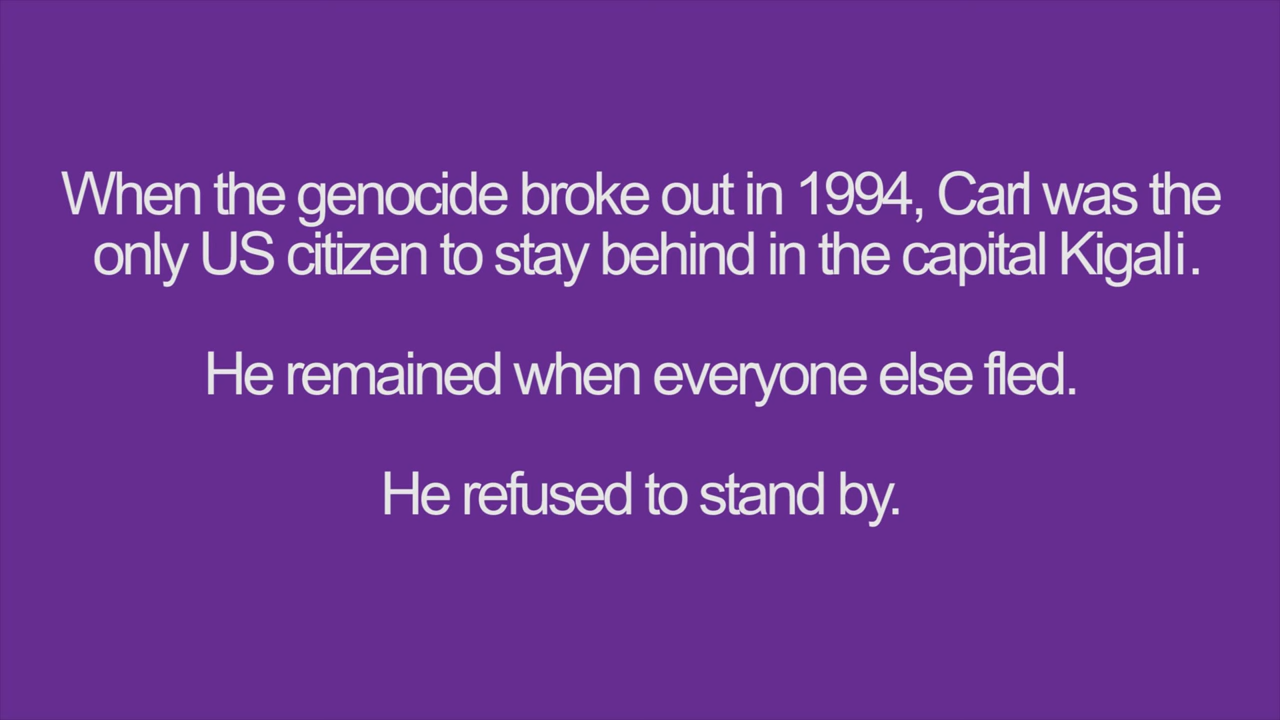 When the genocide broke out in 1994, Carl was the
only US citizen to stay behind in the capital Kigali.
He remained when everyone else fled.
He refused to stand by.